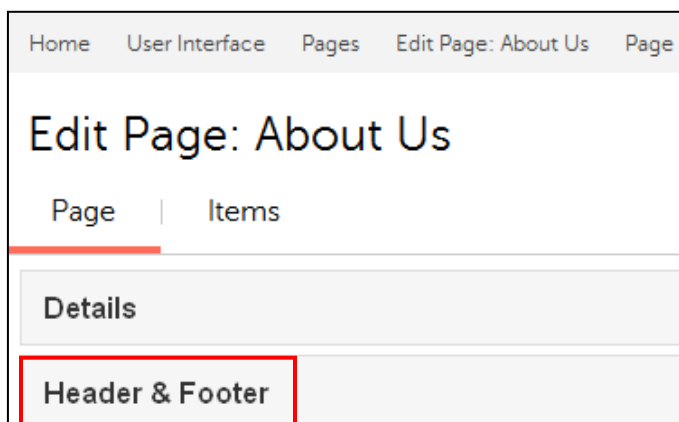 Home User Interface Pages Edit Page: About Us Page
Edit Page: About Us
Page | Items
Details
Header & Footer